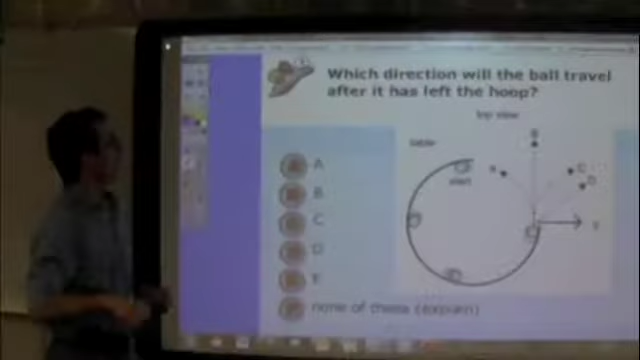 Which direction will the ball travel
after it has left the hoop?
top view
table
start
A
B
C
D
E
none of these (explain)
B
C
D